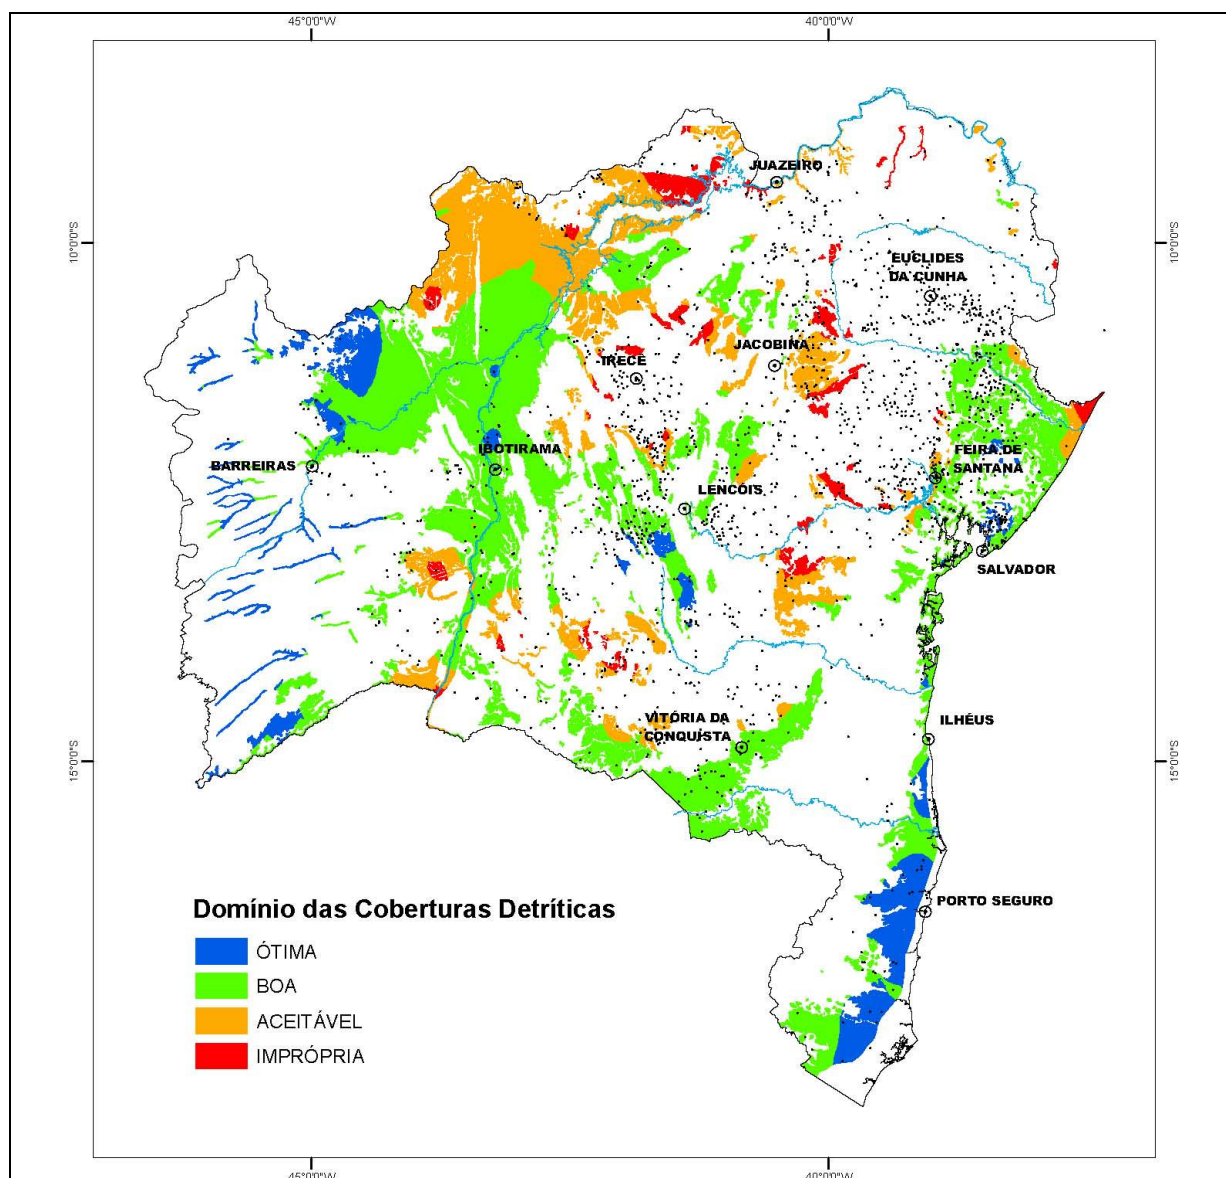 45°0'0"W
40°0'0"W
JUAZEIRO
10°0'0"S
10°0'0"S
EUCLIDES
DA CUNHA
JACOBINA
IRECÊ
IBOTIRAMA
FEIRA DE
SANTANA
BARREIRAS
LENCÓIS
SALVADOR
VITÓRIA DA
CONQUISTA
ILHÉUS
15°0'0"S
15°0'0"S
PORTO SEGURO
Domínio das Coberturas Detríticas
ÓTIMA
BOA
ACEITÁVEL
IMPRÓPRIA
45°0'0"W
40°0'0"W